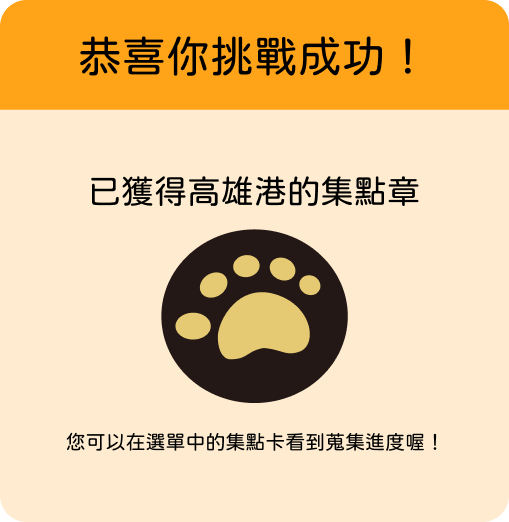 恭喜你挑戰成功！
已獲得高雄港的集點章
您可以在選單中的集點卡看到蒐集進度喔！